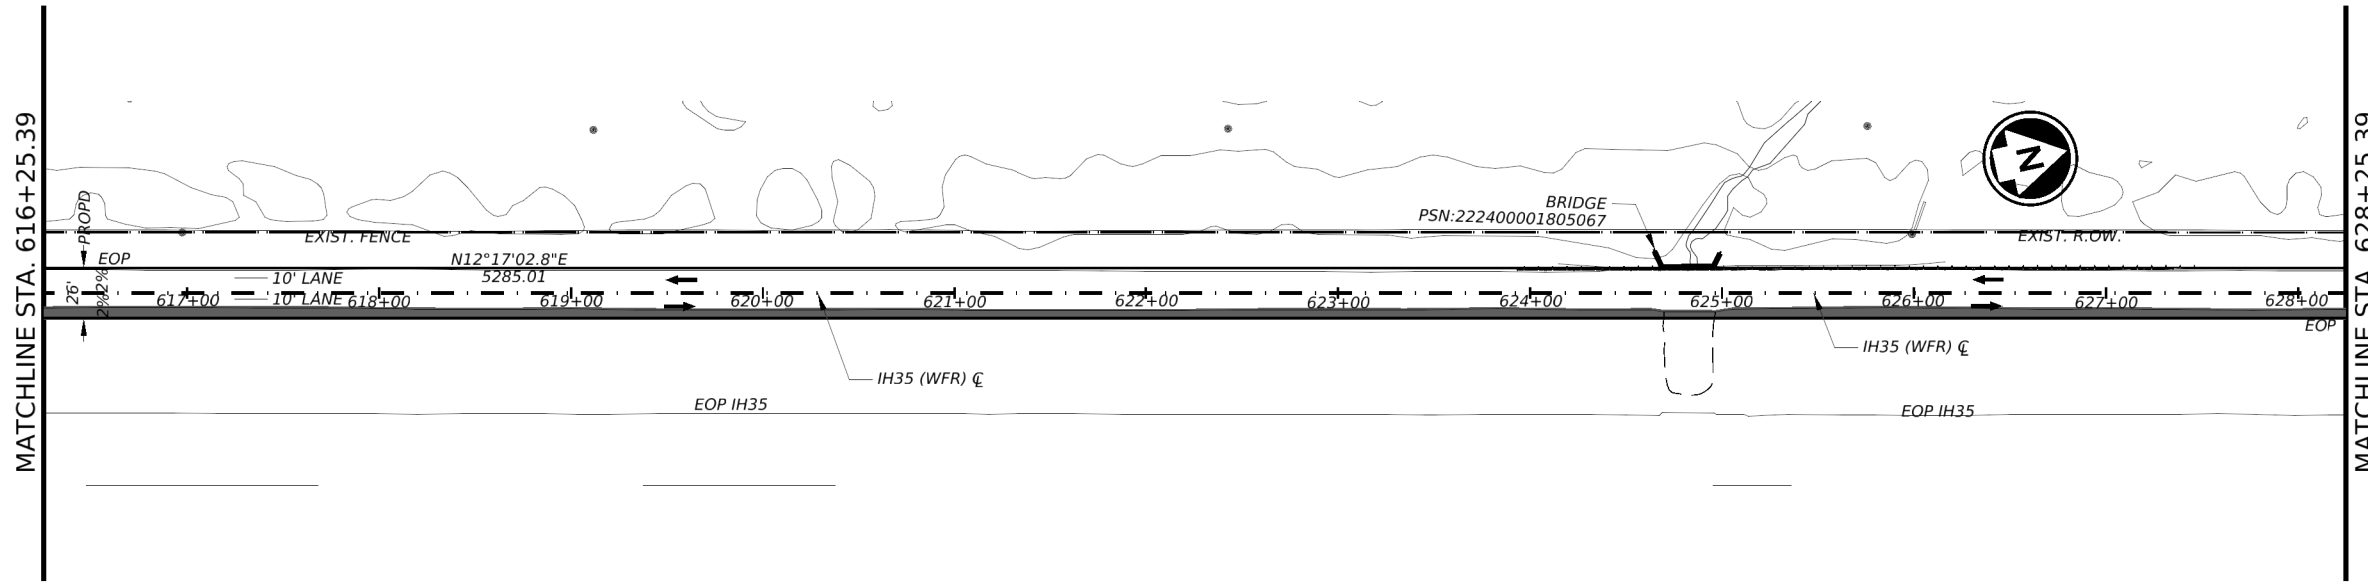 MATCHLINE STA. 616+25.39
PROPD
26'
2%
2%
EXIST. FENCE
EOP
N12°17'02.8"E
5285.01
10' LANE
10' LANE
617+00
618+00
619+00
620+00
621+00
622+00
623+00
624+00
625+00
626+00
627+00
628+00
BRIDGE
PSN:222400001805067
N
EXIST. R.OW.
EOP
IH35 (WFR) ℄
IH35 (WFR) ℄
EOP IH35
EOP IH35
MATCHLINE STA. 628+25.39